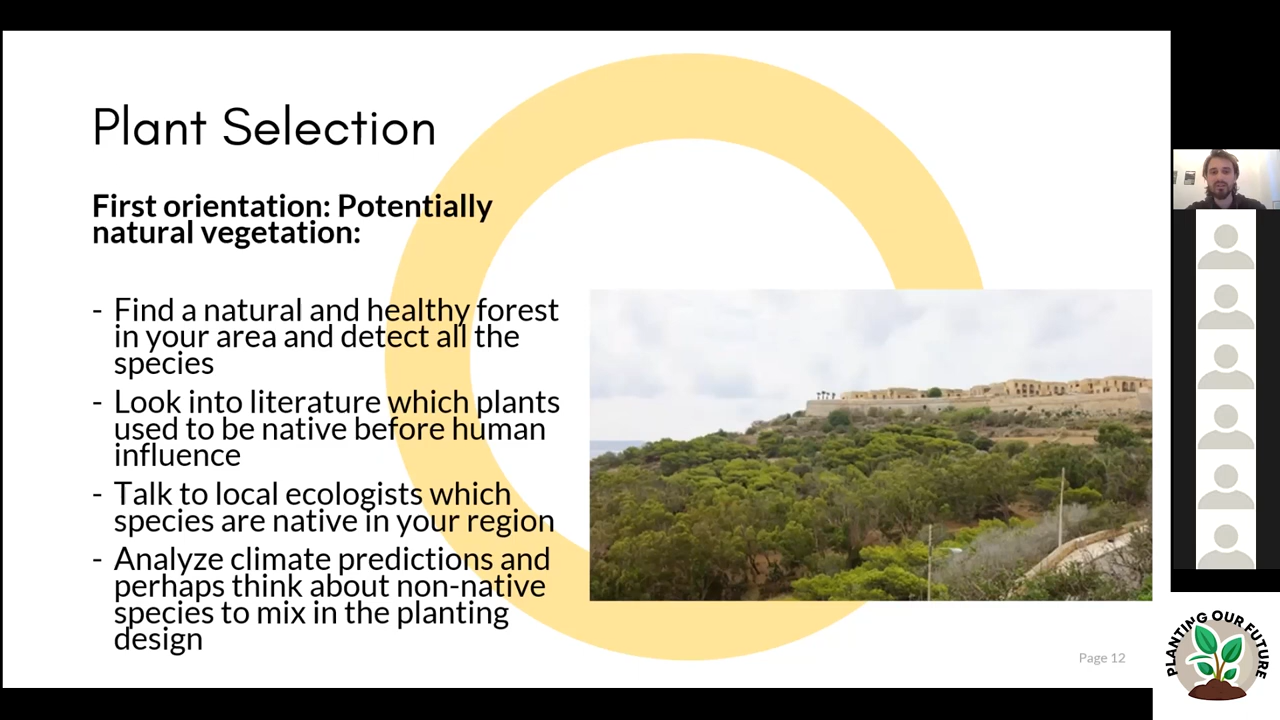 Plant Selection
First orientation: Potentially
natural vegetation:
- Find a natural and healthy forest
in your area and detect all the
species
- Look into literature which plants
used to be native before human
influence
- Talk to local ecologists which
species are native in your region
- Analyze climate predictions and
perhaps think about non-native
species to mix in the planting
design
Page 12
PLANTING OUR FUTURE